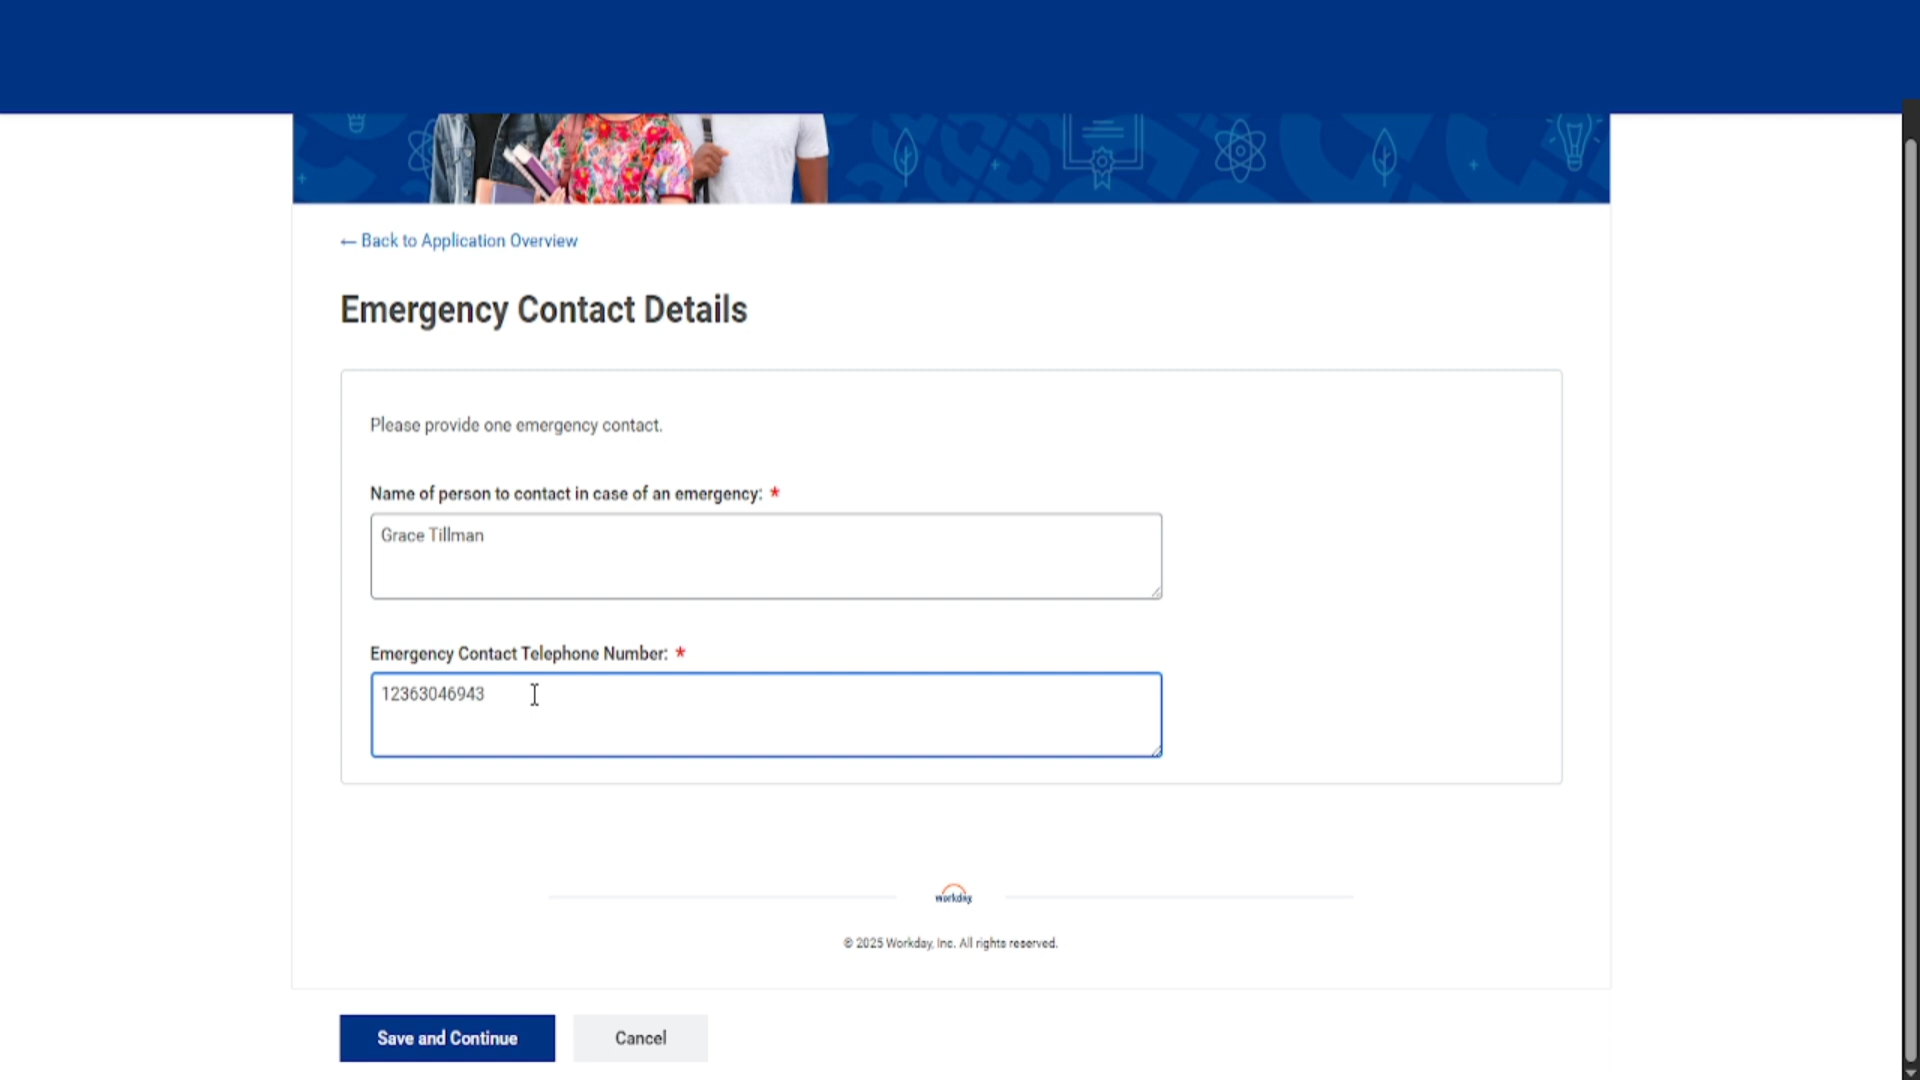 ← Back to Application Overview
Emergency Contact Details
Please provide one emergency contact.
Name of person to contact in case of an emergency: *
Grace Tillman
Emergency Contact Telephone Number: *
12363046943
workday.
© 2025 Workday, Inc. All rights reserved.
Save and Continue
Cancel